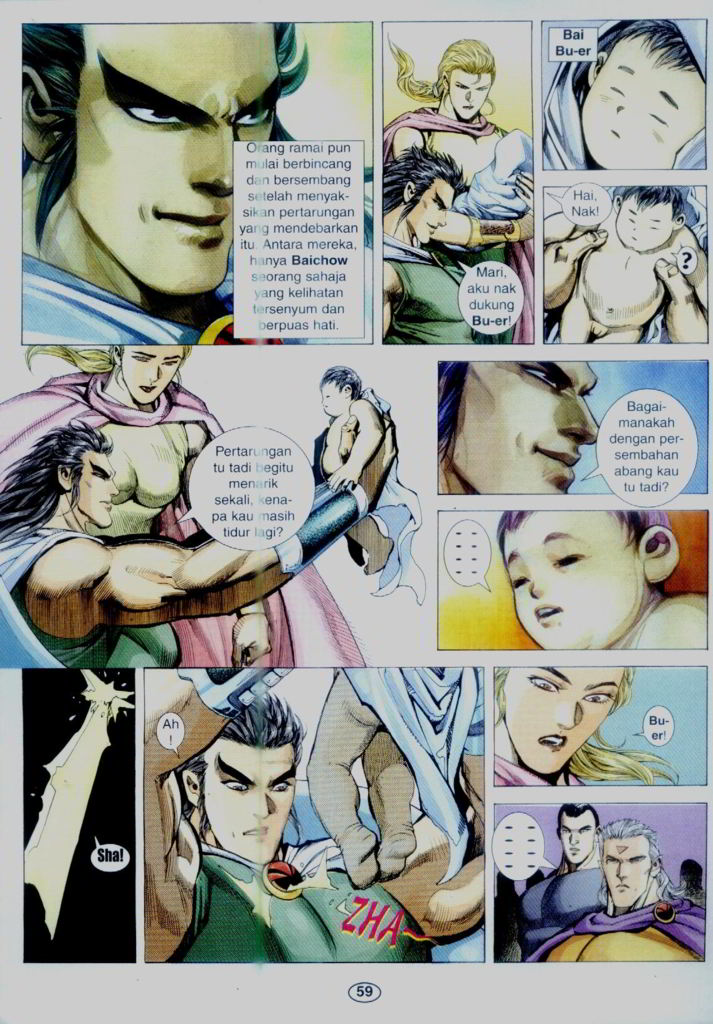 Orang ramai pun
mulai berbincang
dan bersembang
setelah menyak-
sikan pertarungan
yang mendebarkan
itu. Antara mereka,
hanya Baichow
seorang sahaja
yang kelihatan
tersenyum dan
berpuas hati.
Mari,
aku nak
dukung
Bu-er!
Bai
Bu-er
Hai,
Nak!
?
Pertarungan
tu tadi begitu
menarik
sekali, kena-
pa kau masih
tidur lagi?
Bagai-
manakah
dengan per-
sembahan
abang kau
tu tadi?
Sha!
Ah
!
ZHA
Bu-
er!
59